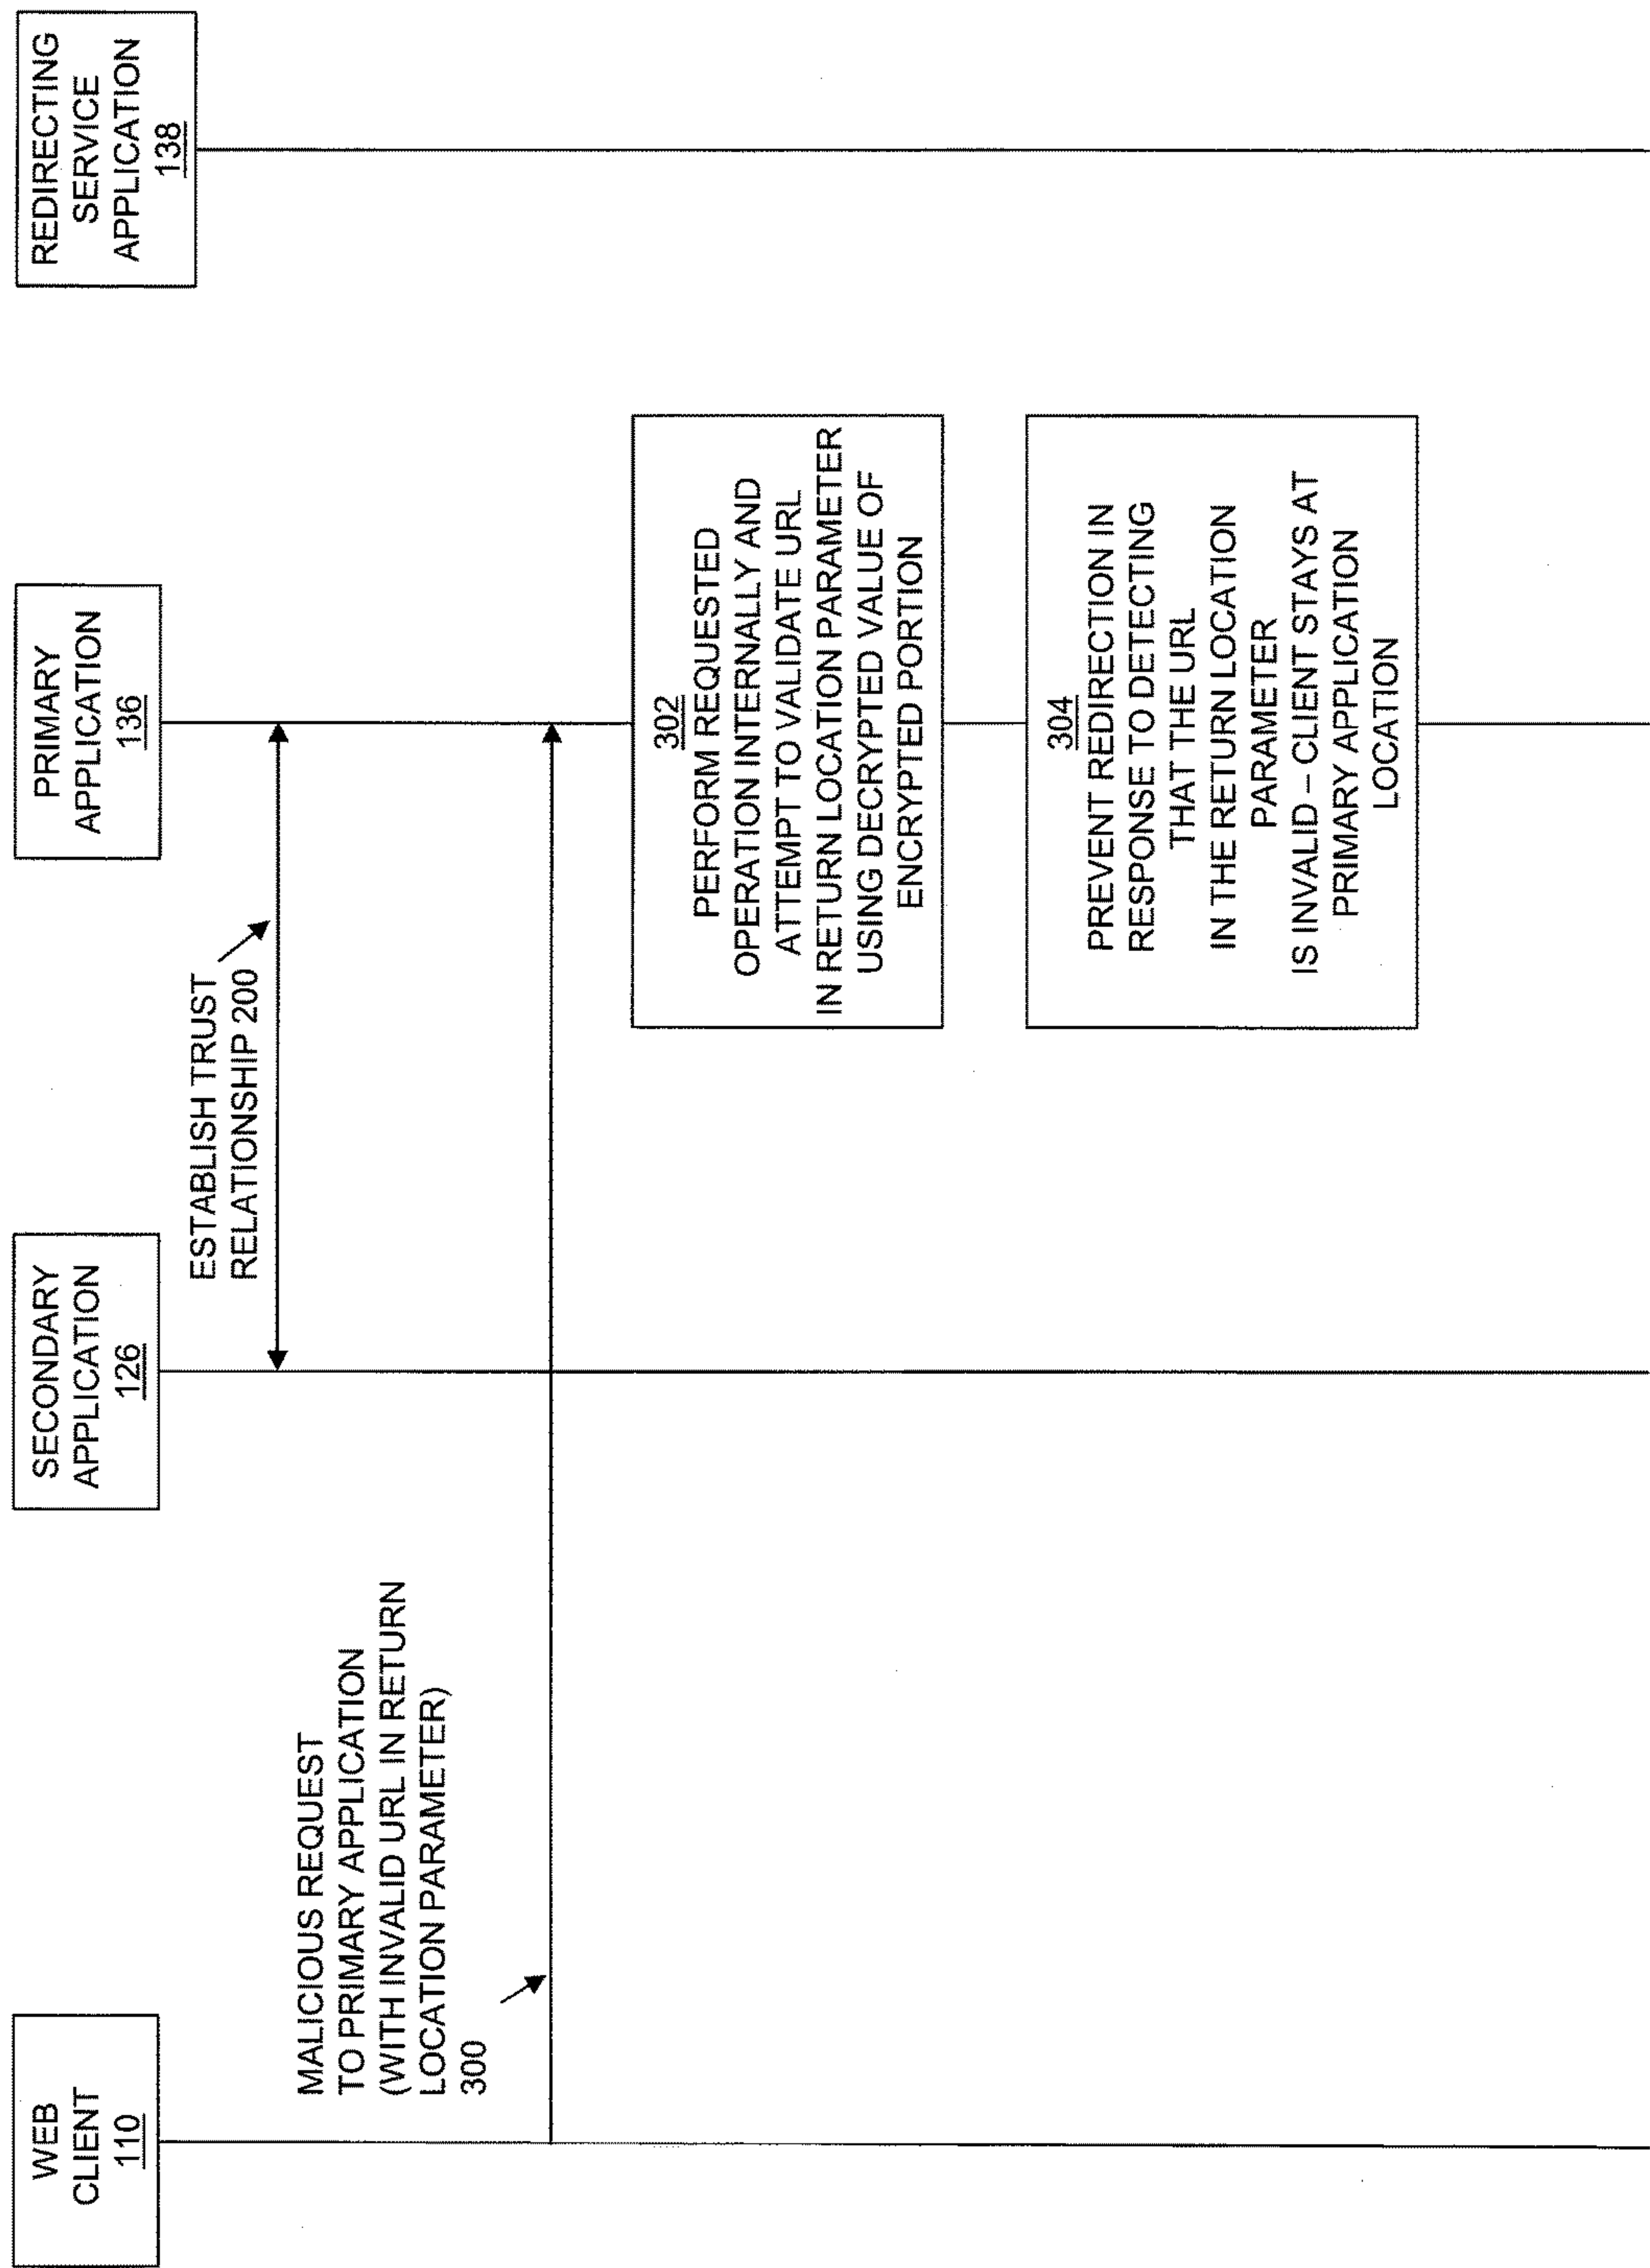 WEB
CLIENT
110
SECONDARY
APPLICATION
126
PRIMARY
APPLICATION
136
REDIRECTING
SERVICE
APPLICATION
138
ESTABLISH TRUST
RELATIONSHIP 200
MALICIOUS REQUEST
TO PRIMARY APPLICATION
(WITH INVALID URL IN RETURN
LOCATION PARAMETER)
300
302
PERFORM REQUESTED
OPERATION INTERNALLY AND
ATTEMPT TO VALIDATE URL
IN RETURN LOCATION PARAMETER
USING DECRYPTED VALUE OF
ENCRYPTED PORTION
304
PREVENT REDIRECTION IN
RESPONSE TO DETECTING
THAT THE URL
IN THE RETURN LOCATION
PARAMETER
IS INVALID – CLIENT STAYS AT
PRIMARY APPLICATION
LOCATION